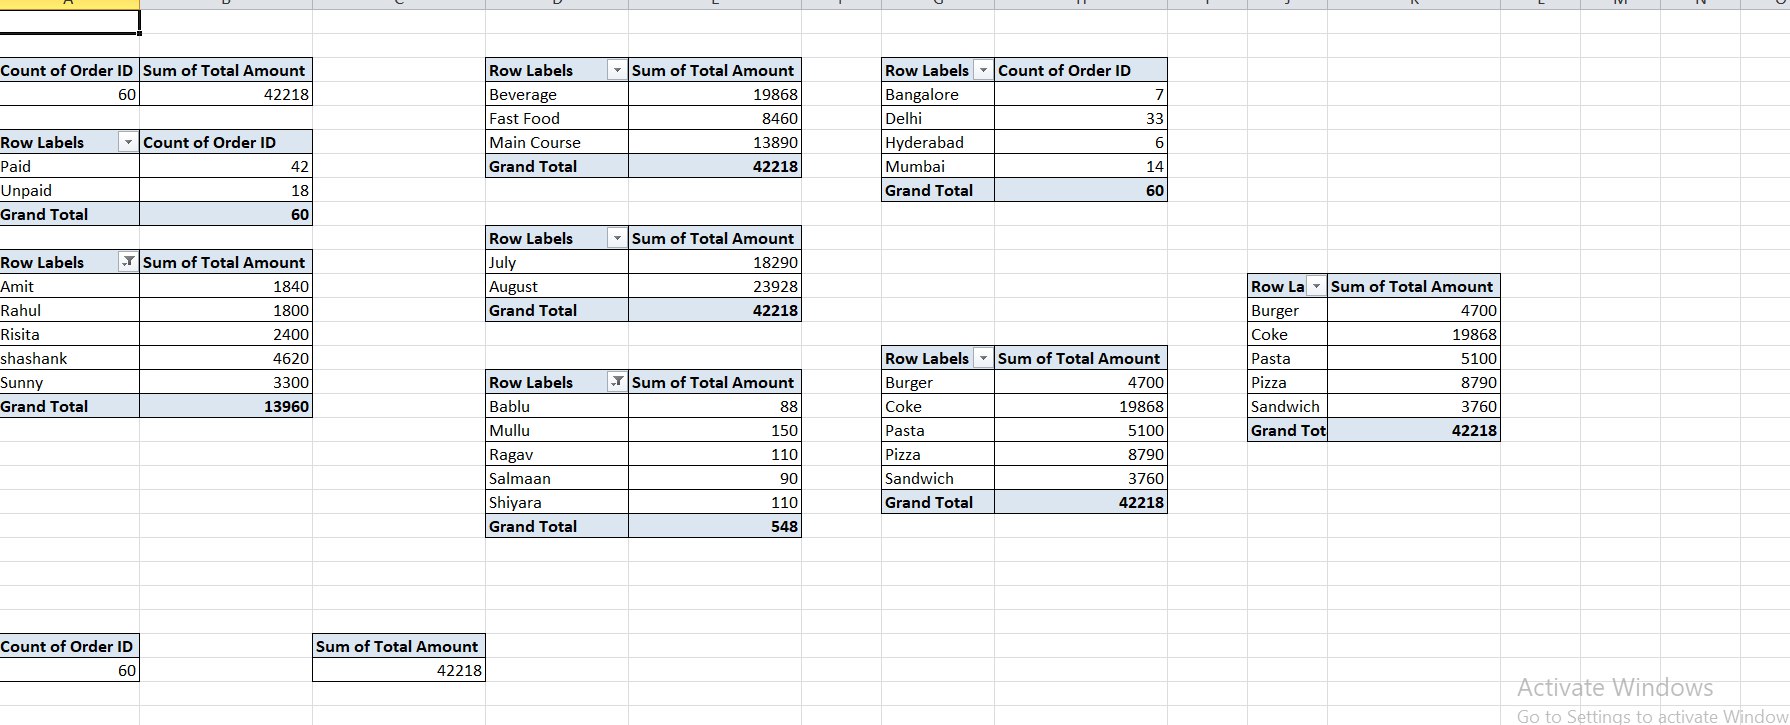 Count of Order ID Sum of Total Amount
60 42218
Row Labels Count of Order ID
Paid 42
Unpaid 18
Grand Total 60
Row Labels Sum of Total Amount
Amit 1840
Rahul 1800
Risita 2400
shashank 4620
Sunny 3300
Grand Total 13960
Row Labels Sum of Total Amount
Beverage 19868
Fast Food 8460
Main Course 13890
Grand Total 42218
Row Labels Sum of Total Amount
July 18290
August 23928
Grand Total 42218
Row Labels Sum of Total Amount
Bablu 88
Mullu 150
Ragav 110
Salmaan 90
Shiyara 110
Grand Total 548
Row Labels Count of Order ID
Bangalore 7
Delhi 33
Hyderabad 6
Mumbai 14
Grand Total 60
Row Labels Sum of Total Amount
Burger 4700
Coke 19868
Pasta 5100
Pizza 8790
Sandwich 3760
Grand Total 42218
Row La Sum of Total Amount
Burger 4700
Coke 19868
Pasta 5100
Pizza 8790
Sandwich 3760
Grand Tot 42218
Count of Order ID Sum of Total Amount
60 42218
Activate Windows
Go to Settings to activate Window